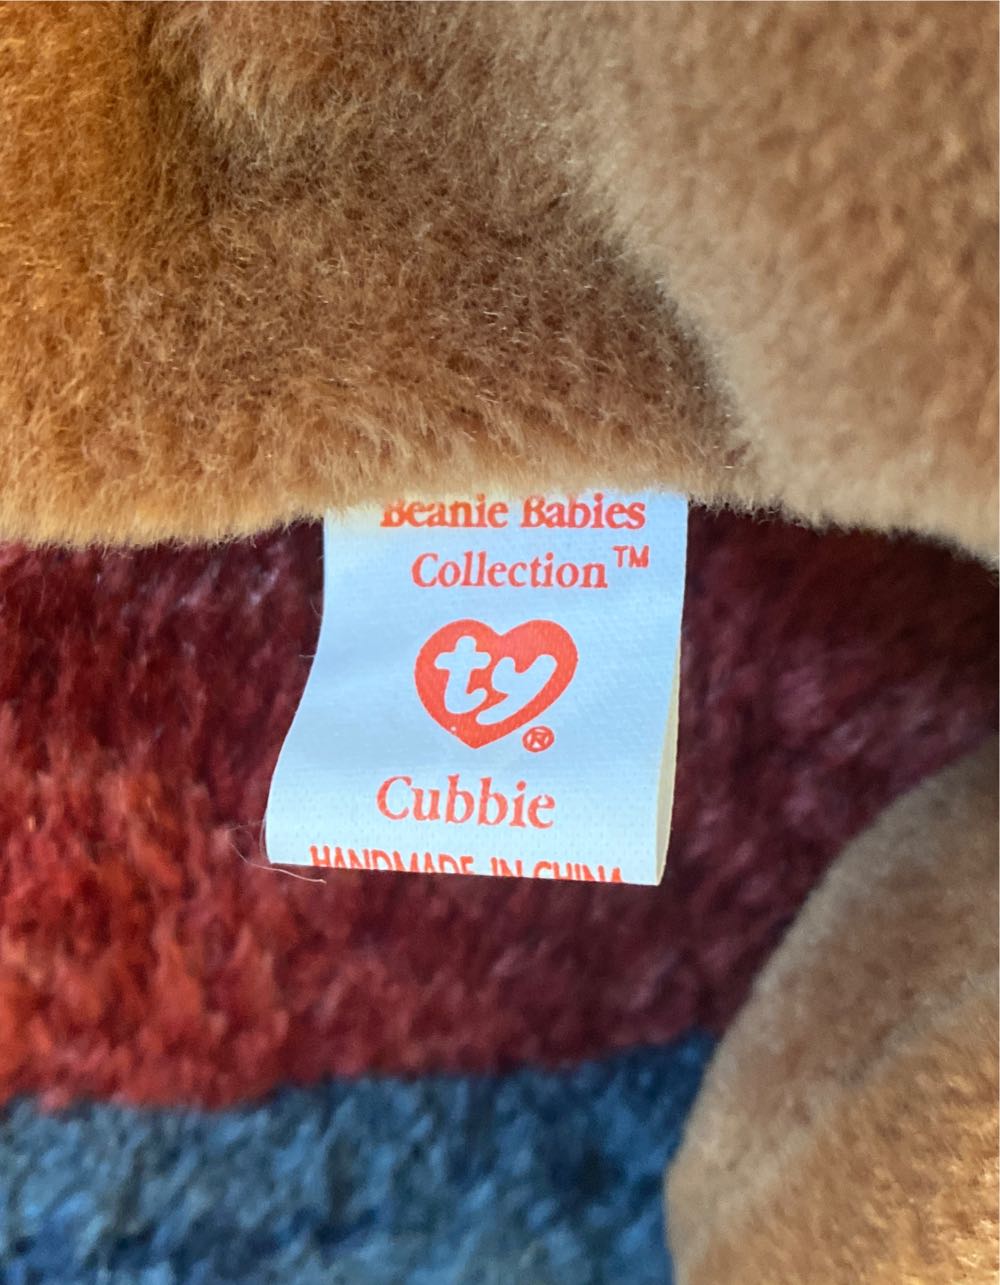 Beanie Babies
Collection™
ty®
Cubbie
HANDMADE IN CHINA